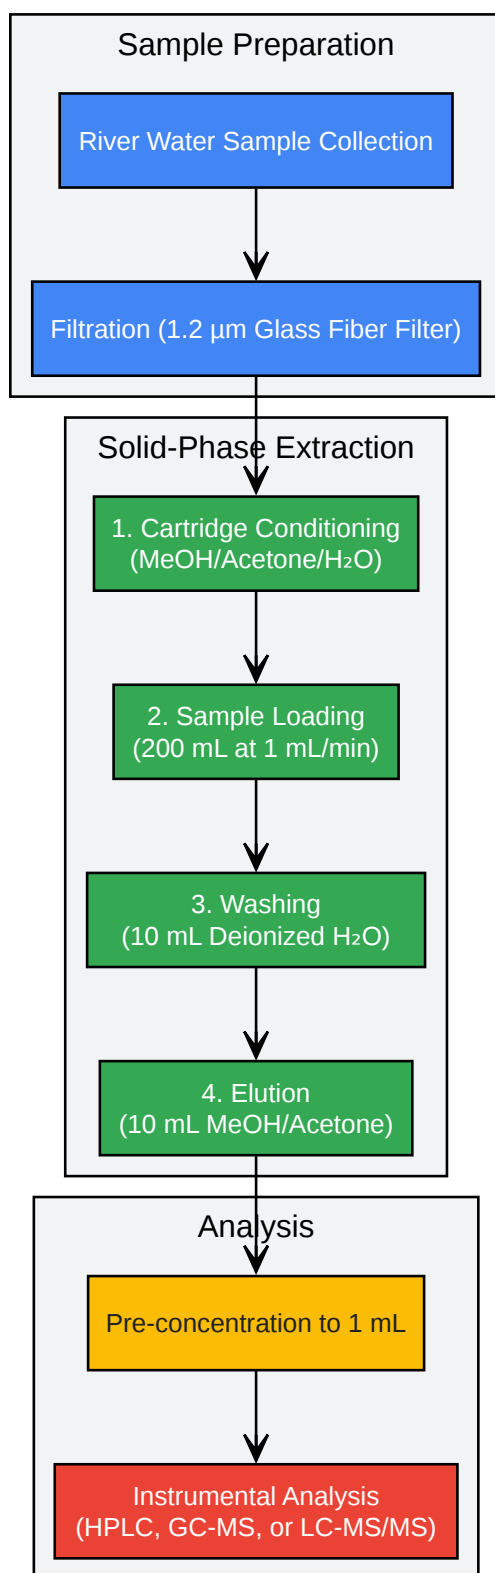 Sample Preparation
River Water Sample Collection
Filtration (1.2 µm Glass Fiber Filter)
Solid-Phase Extraction
1. Cartridge Conditioning
(MeOH/Acetone/H₂O)
2. Sample Loading
(200 mL at 1 mL/min)
3. Washing
(10 mL Deionized H₂O)
4. Elution
(10 mL MeOH/Acetone)
Analysis
Pre-concentration to 1 mL
Instrumental Analysis
(HPLC, GC-MS, or LC-MS/MS)